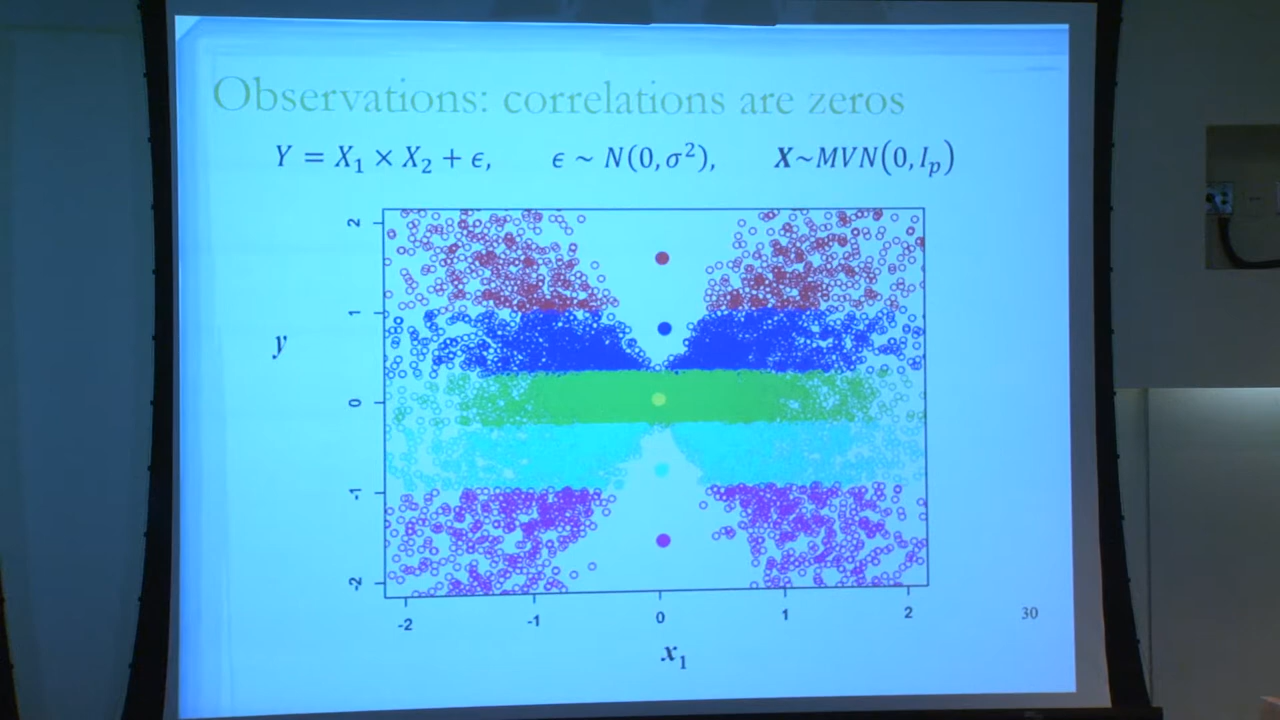 Observations: correlations are zeros
Y = X₁ × X₂ + ϵ, ϵ ~ N(0, σ²), X~MVN(0, Iₚ)
2
1
y
0
-1
-2
-2 -1 0 1 2
30
x₁